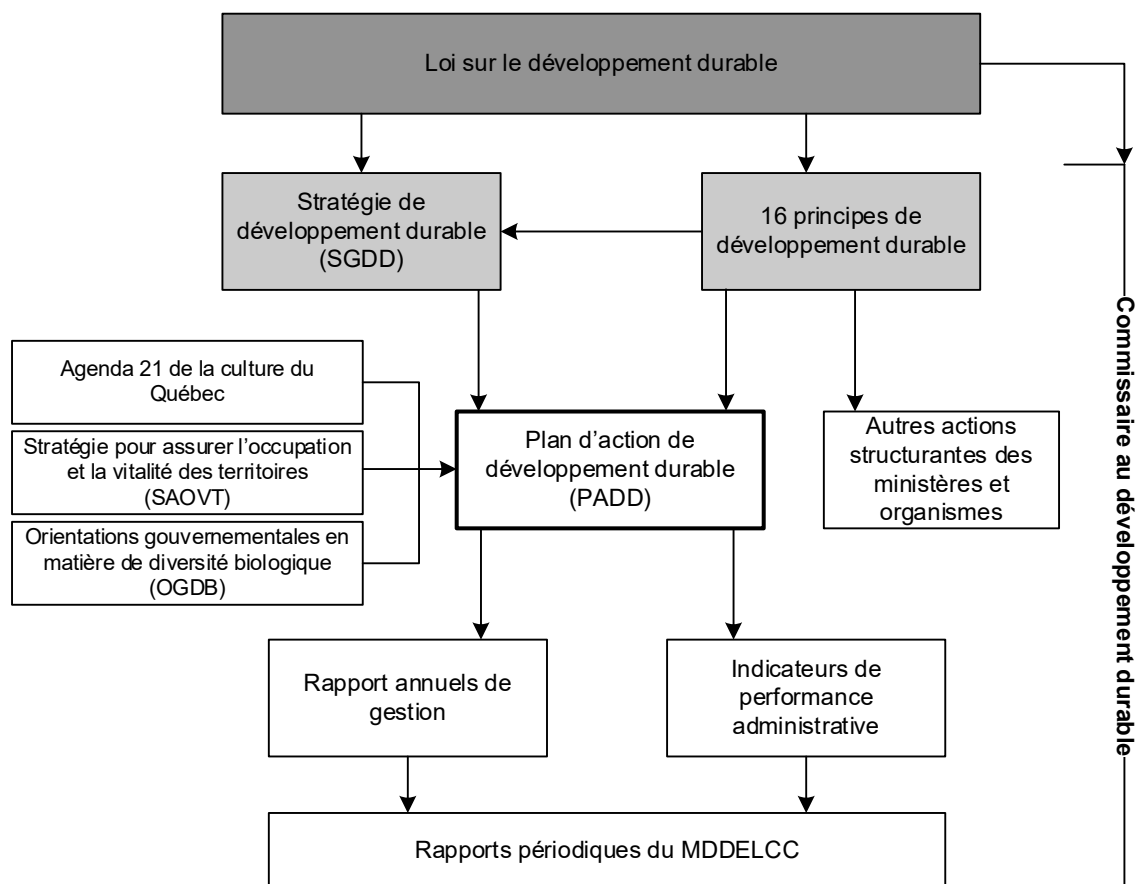 Loi sur le développement durable
Stratégie de
développement durable
(SGDD)
16 principes de
développement durable
Agenda 21 de la culture du
Québec
Stratégie pour assurer l’occupation
et la vitalité des territoires
(SAOVT)
Orientations gouvernementales en
matière de diversité biologique
(OGDB)
Plan d’action de
développement durable
(PADD)
Autres actions
structurantes des
ministères et
organismes
Commissaire au développement durable
Rapport annuels de
gestion
Indicateurs de
performance
administrative
Rapports périodiques du MDDELCC